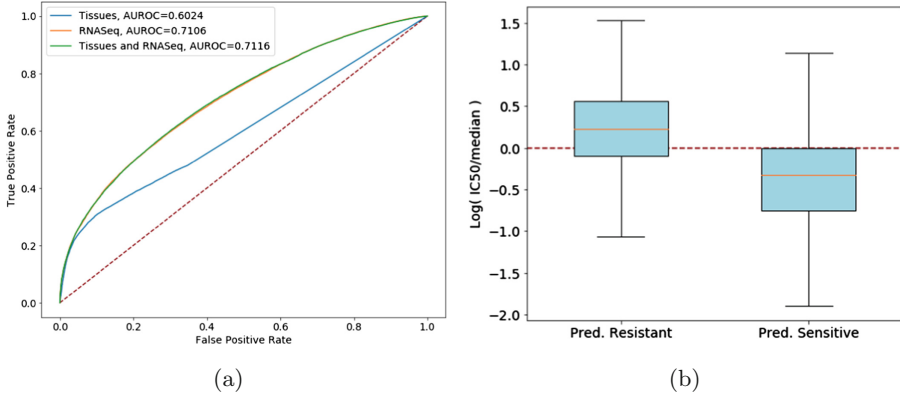 Tissues, AUROC=0.6024
RNASeq, AUROC=0.7106
Tissues and RNASeq, AUROC=0.7116
True Positive Rate
1.0
0.8
0.6
0.4
0.2
0.0
0.0 0.2 0.4 0.6 0.8 1.0
False Positive Rate
(a)
Log( IC50/median )
1.5
1.0
0.5
0.0
−0.5
−1.0
−1.5
−2.0
Pred. Resistant Pred. Sensitive
(b)